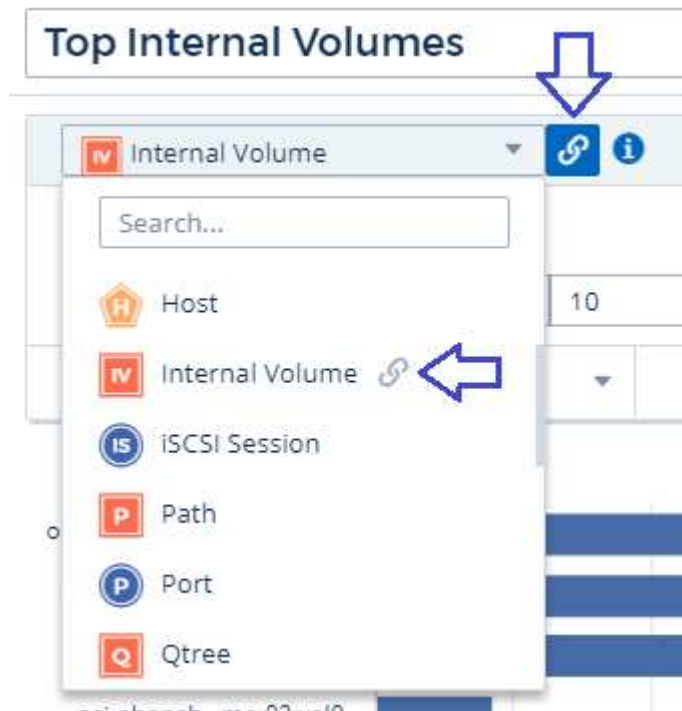 Top Internal Volumes
IV Internal Volume i
Search...
H Host
10
IV Internal Volume
IS iSCSI Session
P Path
o
P Port
Q Qtree